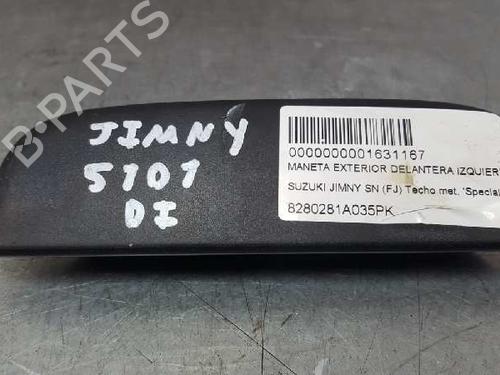 JIMNY
5101
DI
0000000001631167
MANETA EXTERIOR DELANTERA IZQUIER
SUZUKI JIMNY SN (FJ) Techo met. 'Special
8280281A035PK
B-PARTS